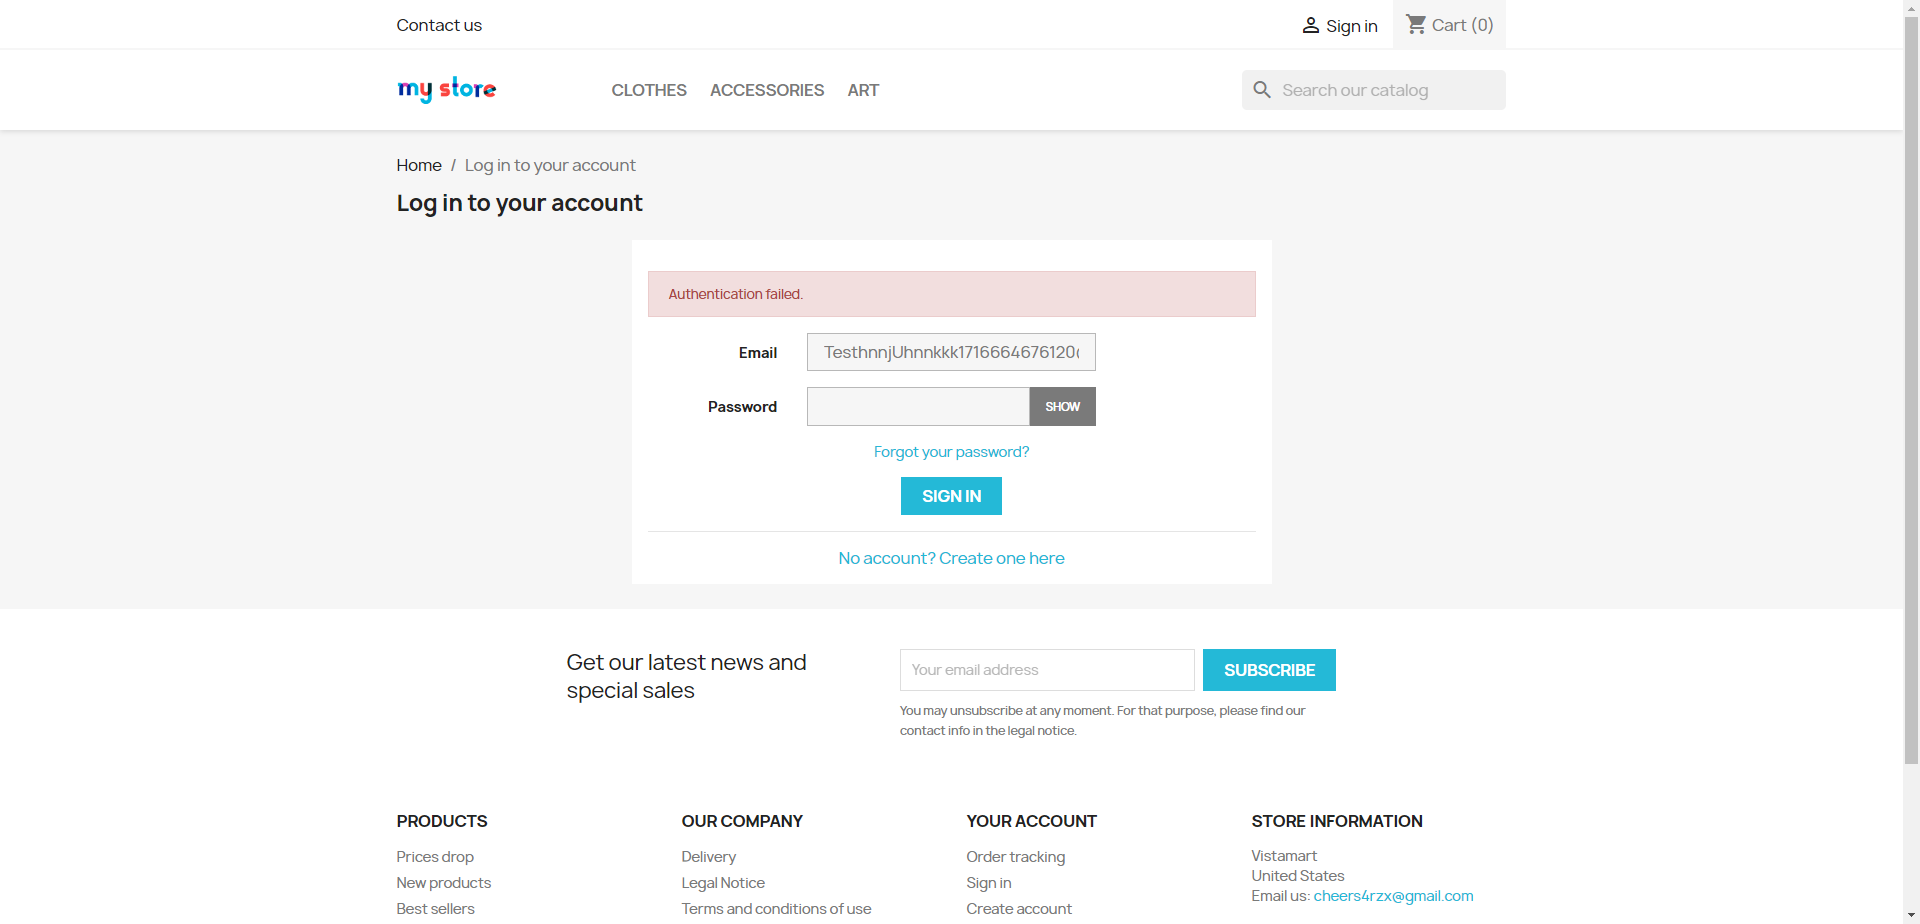 Contact us
Sign in
Cart (0)
my store
CLOTHES
ACCESSORIES
ART
Search our catalog
Home / Log in to your account
Log in to your account
Authentication failed.
Email
TesthnnjUhnnkkk1716664676120
Password
SHOW
Forgot your password?
SIGN IN
No account? Create one here
Get our latest news and
special sales
Your email address
SUBSCRIBE
You may unsubscribe at any moment. For that purpose, please find our
contact info in the legal notice.
PRODUCTS
Prices drop
New products
Best sellers
OUR COMPANY
Delivery
Legal Notice
Terms and conditions of use
YOUR ACCOUNT
Order tracking
Sign in
Create account
STORE INFORMATION
Vistamart
United States
Email us: cheers4rzx@gmail.com